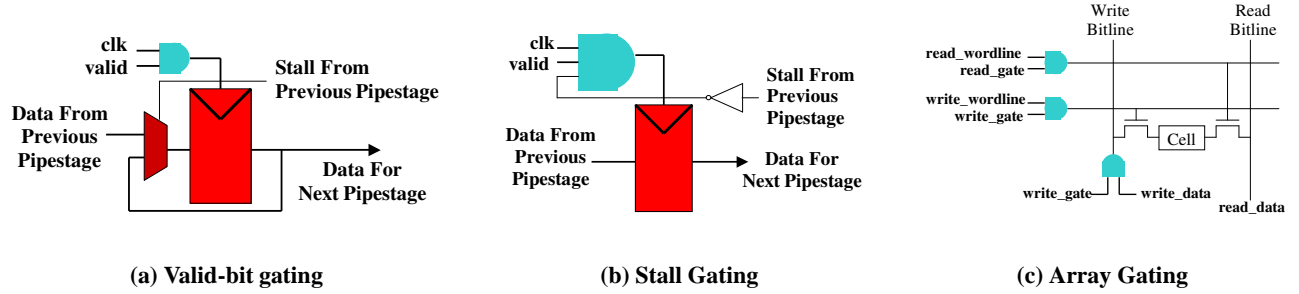 clk
valid
Stall From
Previous Pipestage
Data From
Previous
Pipestage
Data For
Next Pipestage
(a) Valid-bit gating
clk
valid
Stall From
Previous
Pipestage
Data From
Previous
Pipestage
Data For
Next Pipestage
(b) Stall Gating
Write
Bitline
Read
Bitline
read_wordline
read_gate
write_wordline
write_gate
Cell
write_gate
write_data
read_data
(c) Array Gating